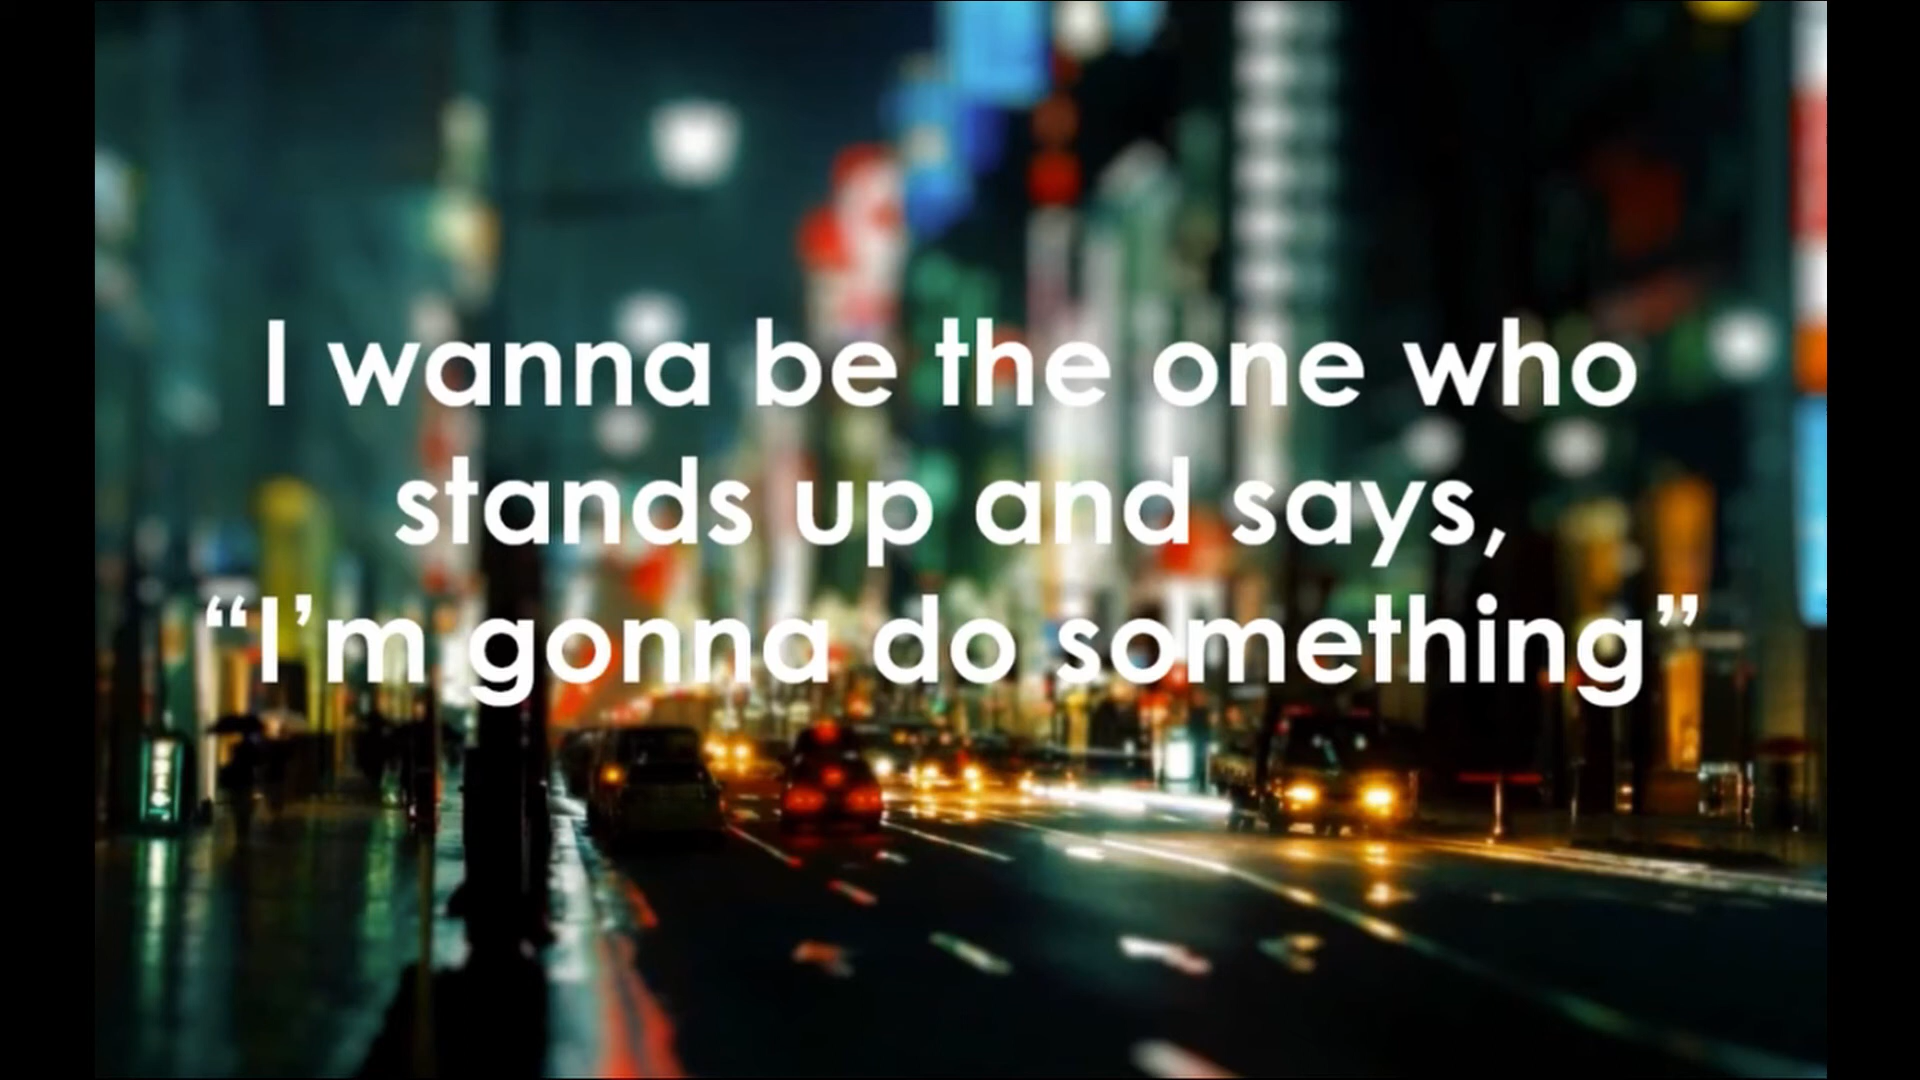 I wanna be the one who
stands up and says,
“I’m gonna do something”